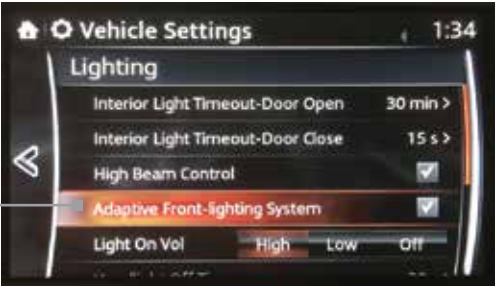 Vehicle Settings 1:34
Lighting
Interior Light Timeout-Door Open 30 min >
Interior Light Timeout-Door Close 15 s >
High Beam Control
Adaptive Front-lighting System
Light On Vol High Low Off